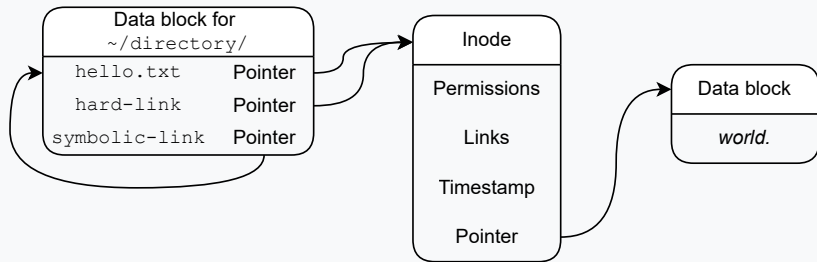 Data block for
~/directory/
hello.txt Pointer
hard-link Pointer
symbolic-link Pointer
Inode
Permissions
Links
Timestamp
Pointer
Data block
world.